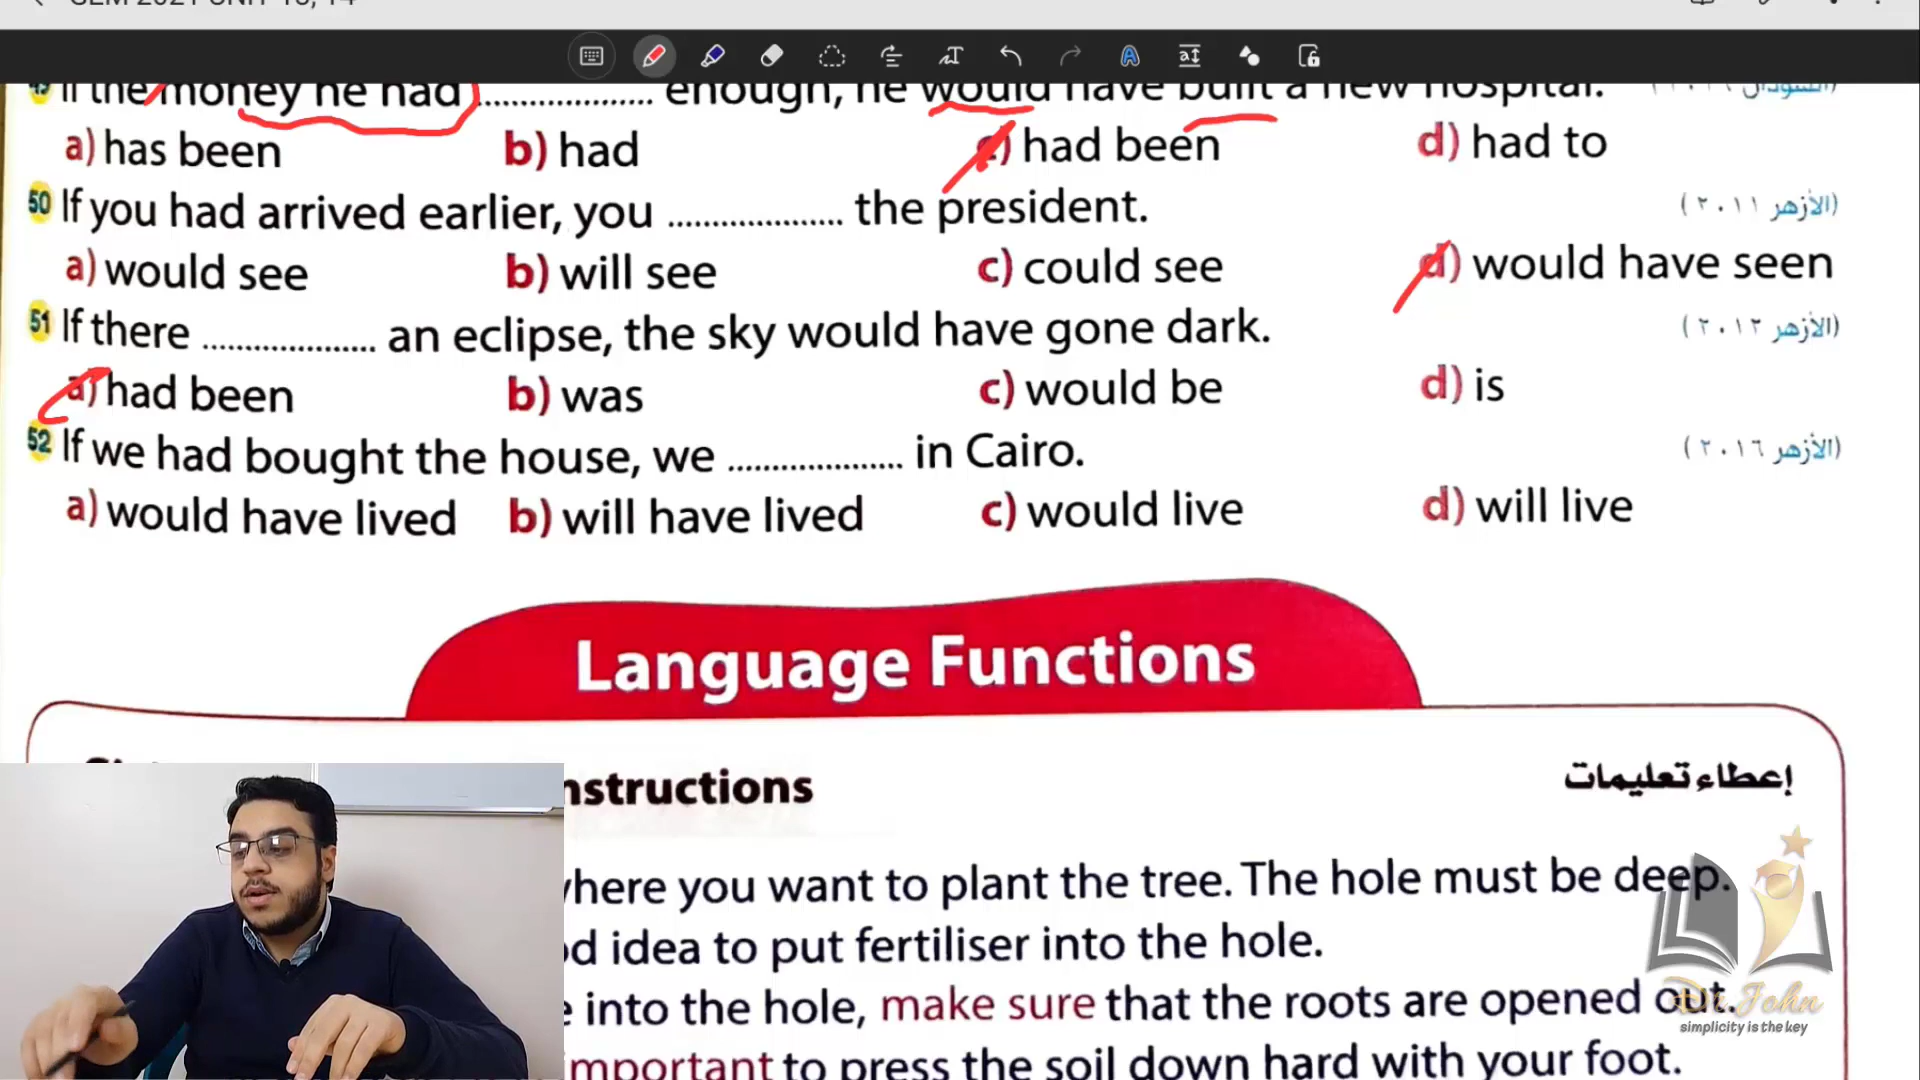 If the money he had .................... enough, he would have built a new hospital.
a) has been b) had c) had been d) had to
50 If you had arrived earlier, you .................... the president. (الأزهر ٢٠١١)
a) would see b) will see c) could see d) would have seen
51 If there .................... an eclipse, the sky would have gone dark. (الأزهر ٢٠١٢)
a) had been b) was c) would be d) is
52 If we had bought the house, we .................... in Cairo. (الأزهر ٢٠١٦)
a) would have lived b) will have lived c) would live d) will live
Language Functions
nstructions إعطاء تعليمات
where you want to plant the tree. The hole must be deep.
od idea to put fertiliser into the hole.
e into the hole, make sure that the roots are opened out.
important to press the soil down hard with your foot.
Dr. John
simplicity is the key